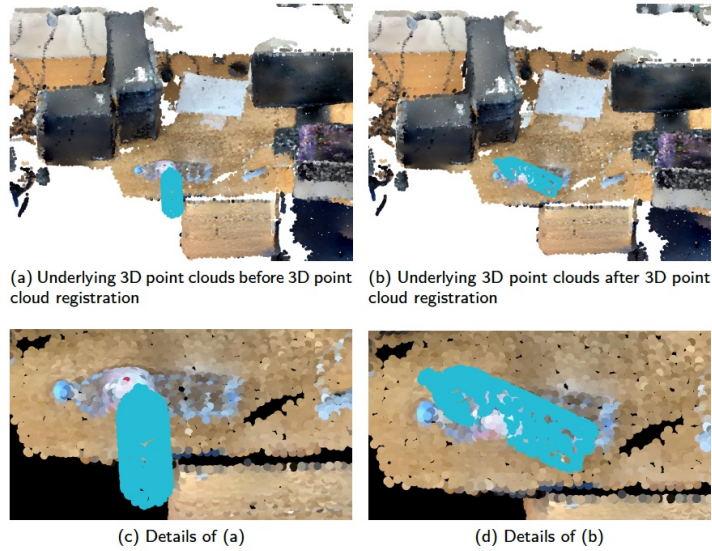 (a) Underlying 3D point clouds before 3D point
cloud registration
(b) Underlying 3D point clouds after 3D point
cloud registration
(c) Details of (a)
(d) Details of (b)